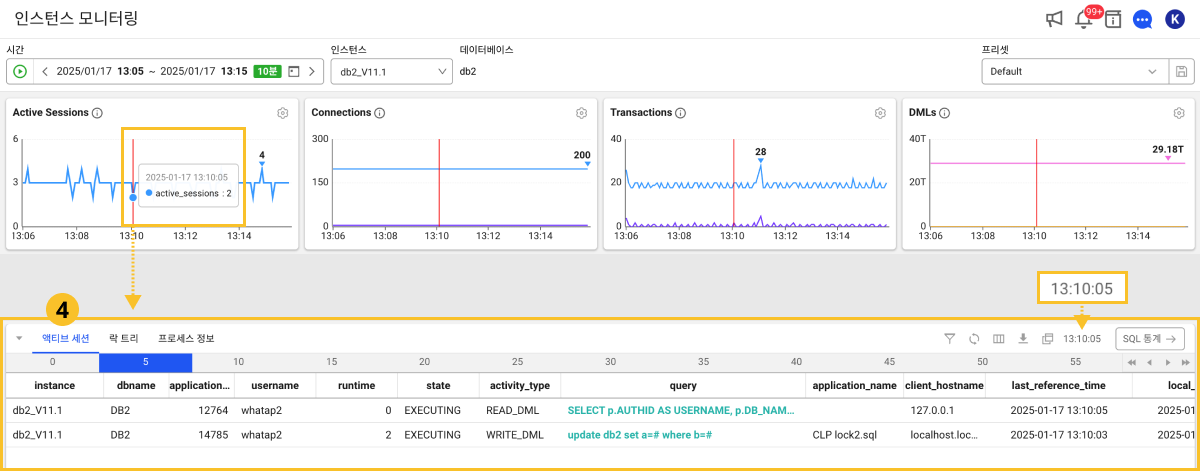 인스턴스 모니터링
99+
K
시간 인스턴스 데이터베이스 프리셋
2025/01/17 13:05 ~ 2025/01/17 13:15 10분 db2_V11.1 db2 Default
Active Sessions
6
3
0
4
2025-01-17 13:10:05
active_sessions : 2
13:06 13:08 13:10 13:12 13:14
Connections
300
150
0
200
13:06 13:08 13:10 13:12 13:14
Transactions
40
20
0
28
13:06 13:08 13:10 13:12 13:14
DMLs
40T
20T
0
29.18T
13:06 13:08 13:10 13:12 13:14
13:10:05
4
액티브 세션 락 트리 프로세스 정보 13:10:05 SQL 통계 →
0 5 10 15 20 25 30 35 40 45 50 55
instance dbname application... username runtime state activity_type query application_name client_hostname last_reference_time local_
db2_V11.1 DB2 12764 whatap2 0 EXECUTING READ_DML SELECT p.AUTHID AS USERNAME, p.DB_NAM... 127.0.0.1 2025-01-17 13:10:05 2025-01
db2_V11.1 DB2 14785 whatap2 2 EXECUTING WRITE_DML update db2 set a=# where b=# CLP lock2.sql localhost.loc... 2025-01-17 13:10:03 2025-01